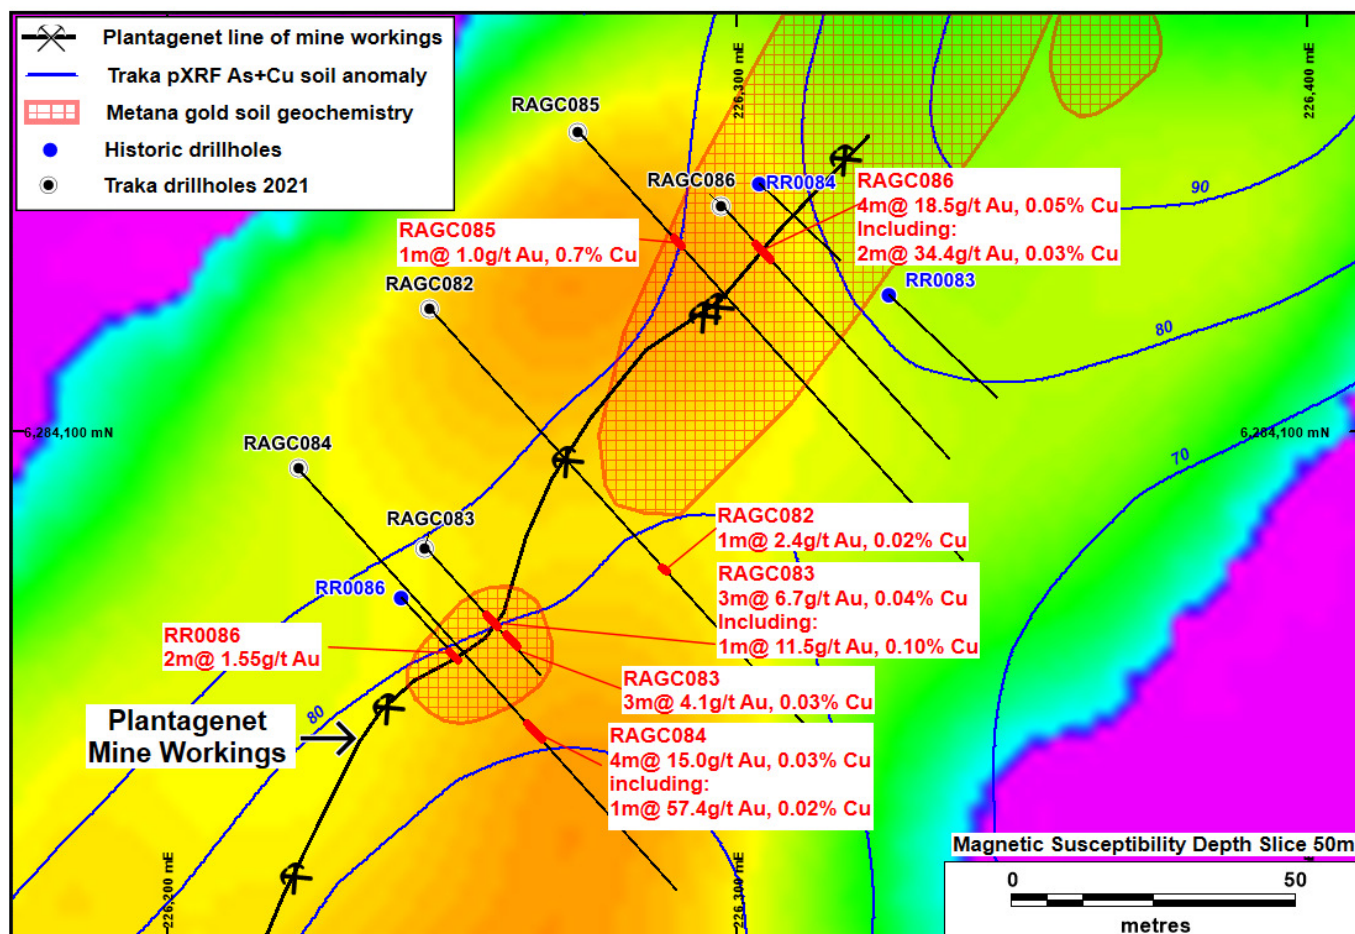 Plantagenet line of mine workings
Traka pXRF As+Cu soil anomaly
Metana gold soil geochemistry
Historic drillholes
Traka drillholes 2021
226,300 mE
226,400 mE
RAGC085
RAGC086
RR0084
RAGC086
4m@ 18.5g/t Au, 0.05% Cu
Including:
2m@ 34.4g/t Au, 0.03% Cu
90
RAGC085
1m@ 1.0g/t Au, 0.7% Cu
RAGC082
RR0083
80
6,284,100 mN
6,284,100 mN
RAGC084
70
RAGC083
RAGC082
1m@ 2.4g/t Au, 0.02% Cu
RAGC083
3m@ 6.7g/t Au, 0.04% Cu
Including:
1m@ 11.5g/t Au, 0.10% Cu
RR0086
RR0086
2m@ 1.55g/t Au
RAGC083
3m@ 4.1g/t Au, 0.03% Cu
80
Plantagenet
Mine Workings
RAGC084
4m@ 15.0g/t Au, 0.03% Cu
including:
1m@ 57.4g/t Au, 0.02% Cu
226,200 mE
226,300 mE
Magnetic Susceptibility Depth Slice 50m
0 50
metres